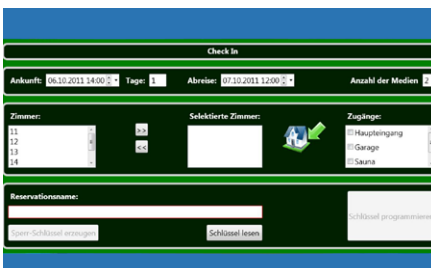 Check In
Ankunft: 06.10.2011 14:00 Tage: 1 Abreise: 07.10.2011 12:00 Anzahl der Medien 2
Zimmer: Selektierte Zimmer: Zugänge:
11 >> Haupteingang
12 << Garage
13 Sauna
14
Reservationsname:
Schlüssel programmiere
Sperr-Schlüssel erzeugen Schlüssel lesen